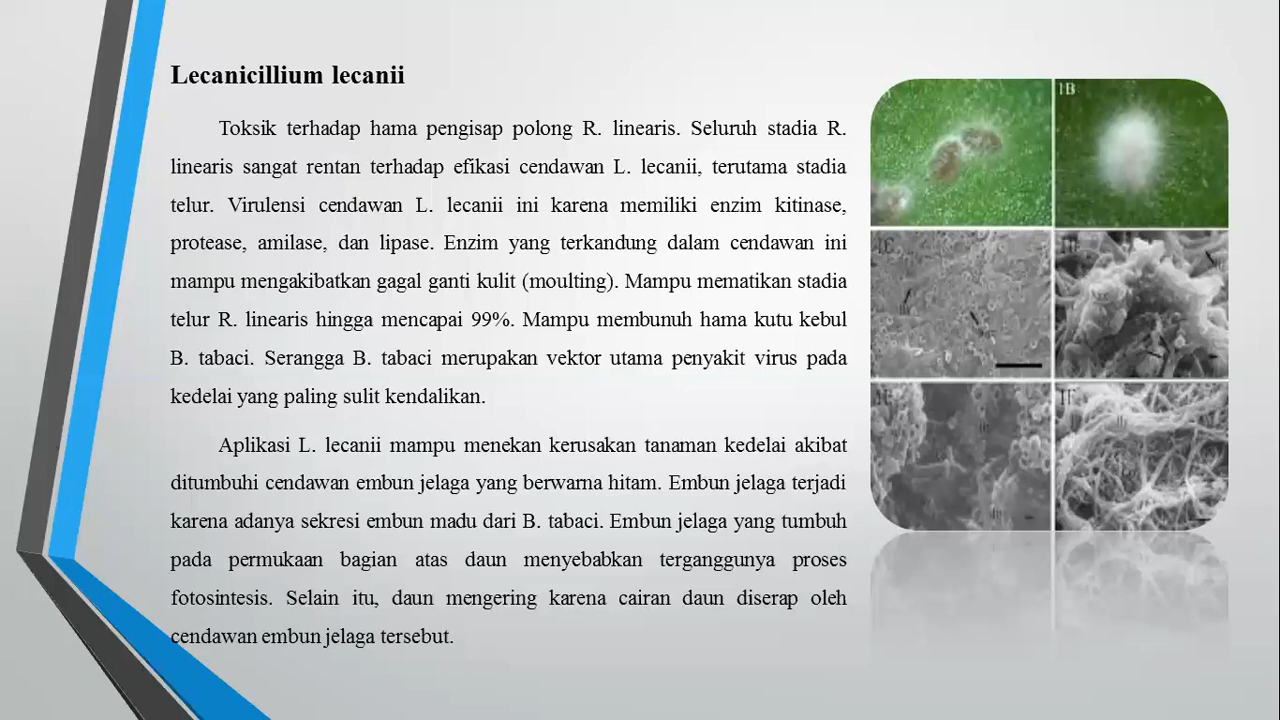 Lecanicillium lecanii
Toksik terhadap hama pengisap polong R. linearis. Seluruh stadia R.
linearis sangat rentan terhadap efikasi cendawan L. lecanii, terutama stadia
telur. Virulensi cendawan L. lecanii ini karena memiliki enzim kitinase,
protease, amilase, dan lipase. Enzim yang terkandung dalam cendawan ini
mampu mengakibatkan gagal ganti kulit (moulting). Mampu mematikan stadia
telur R. linearis hingga mencapai 99%. Mampu membunuh hama kutu kebul
B. tabaci. Serangga B. tabaci merupakan vektor utama penyakit virus pada
kedelai yang paling sulit kendalikan.
Aplikasi L. lecanii mampu menekan kerusakan tanaman kedelai akibat
ditumbuhi cendawan embun jelaga yang berwarna hitam. Embun jelaga terjadi
karena adanya sekresi embun madu dari B. tabaci. Embun jelaga yang tumbuh
pada permukaan bagian atas daun menyebabkan terganggunya proses
fotosintesis. Selain itu, daun mengering karena cairan daun diserap oleh
cendawan embun jelaga tersebut.
1B